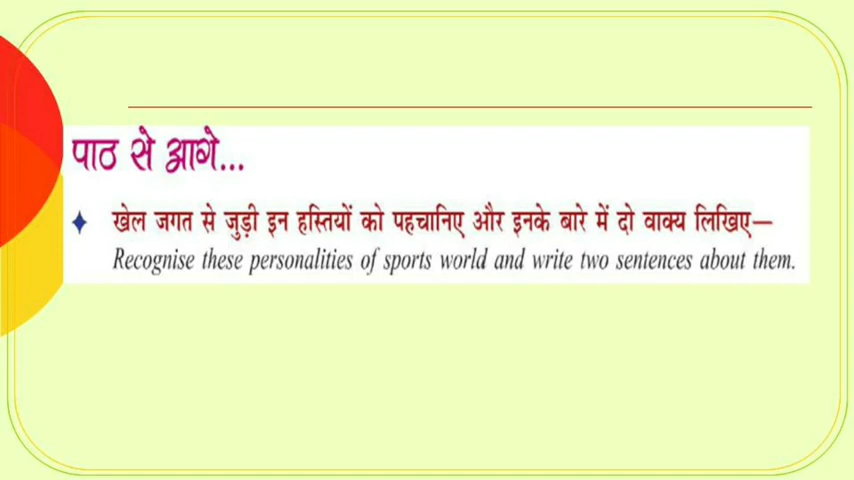 पाठ से आगे...
✦ खेल जगत से जुड़ी इन हस्तियों को पहचानिए और इनके बारे में दो वाक्य लिखिए—
Recognise these personalities of sports world and write two sentences about them.